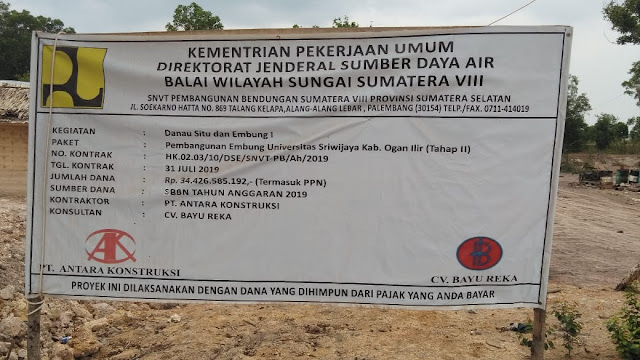 KEMENTRIAN PEKERJAAN UMUM
DIREKTORAT JENDERAL SUMBER DAYA AIR
BALAI WILAYAH SUNGAI SUMATERA VIII
SNVT PEMBANGUNAN BENDUNGAN SUMATERA VIII PROVINSI SUMATERA SELATAN
JL. SOEKARNO HATTA NO. 869 TALANG KELAPA,ALANG-ALANG LEBAR , PALEMBANG (30154) TELP./FAX. 0711-414019
KEGIATAN : Danau Situ dan Embung I
PAKET : Pembangunan Embung Universitas Sriwijaya Kab. Ogan Ilir (Tahap II)
NO. KONTRAK : HK.02.03/10/DSE/SNVT-PB/Ah/2019
TGL. KONTRAK : 31 JULI 2019
JUMLAH DANA : Rp. 34.426.585.192,- (Termasuk PPN)
SUMBER DANA : SBSN TAHUN ANGGARAN 2019
KONTRAKTOR : PT. ANTARA KONSTRUKSI
KONSULTAN : CV. BAYU REKA
AK
PT. ANTARA KONSTRUKSI
CV. BAYU REKA
PROYEK INI DILAKSANAKAN DENGAN DANA YANG DIHIMPUN DARI PAJAK YANG ANDA BAYAR